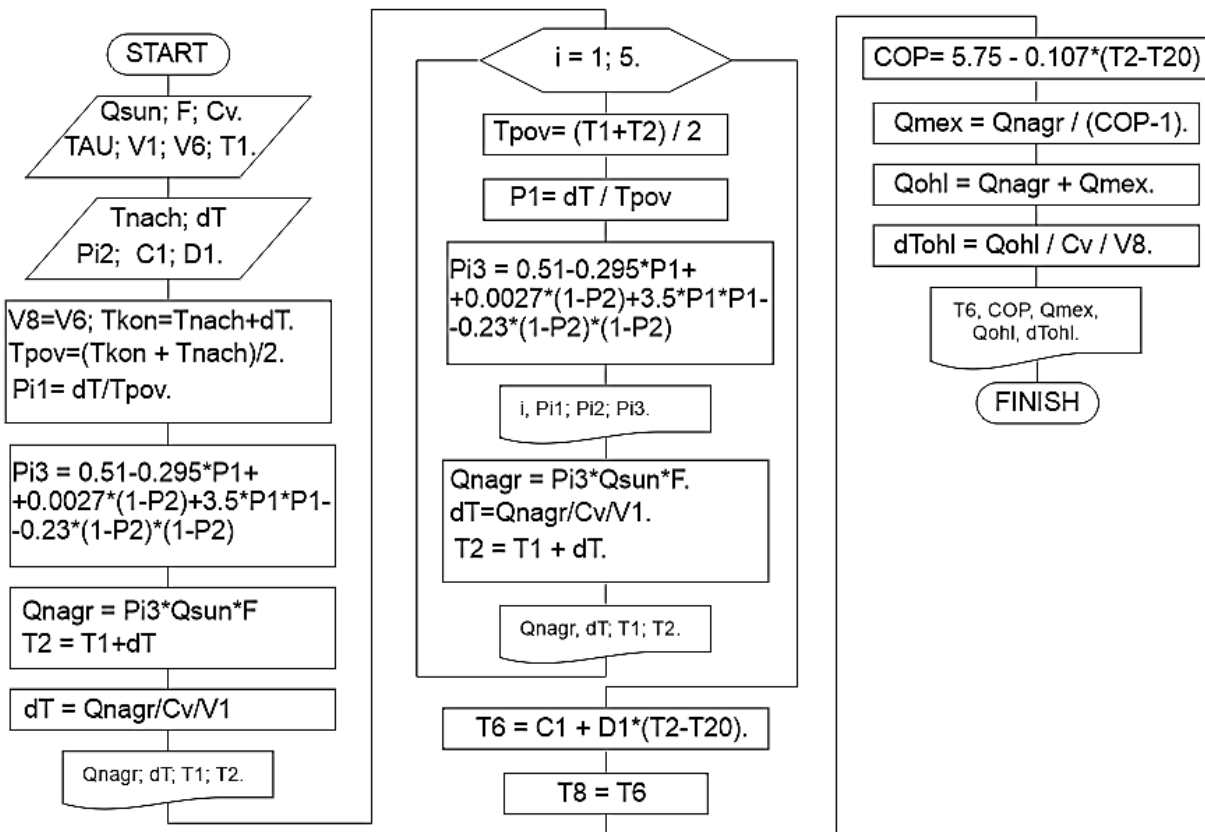 START
Qsun; F; Cv.
TAU; V1; V6; T1.
Tnach; dT
Pi2; C1; D1.
V8=V6; Tkon=Tnach+dT.
Tpov=(Tkon + Tnach)/2.
Pi1= dT/Tpov.
Pi3 = 0.51-0.295*P1+
+0.0027*(1-P2)+3.5*P1*P1-
-0.23*(1-P2)*(1-P2)
Qnagr = Pi3*Qsun*F
T2 = T1+dT
dT = Qnagr/Cv/V1
Qnagr; dT; T1; T2.
i = 1; 5.
Tpov= (T1+T2) / 2
P1= dT / Tpov
Pi3 = 0.51-0.295*P1+
+0.0027*(1-P2)+3.5*P1*P1-
-0.23*(1-P2)*(1-P2)
i, Pi1; Pi2; Pi3.
Qnagr = Pi3*Qsun*F.
dT=Qnagr/Cv/V1.
T2 = T1 + dT.
Qnagr, dT; T1; T2.
T6 = C1 + D1*(T2-T20).
T8 = T6
COP= 5.75 - 0.107*(T2-T20)
Qmex = Qnagr / (COP-1).
Qohl = Qnagr + Qmex.
dTohl = Qohl / Cv / V8.
T6, COP, Qmex,
Qohl, dTohl.
FINISH